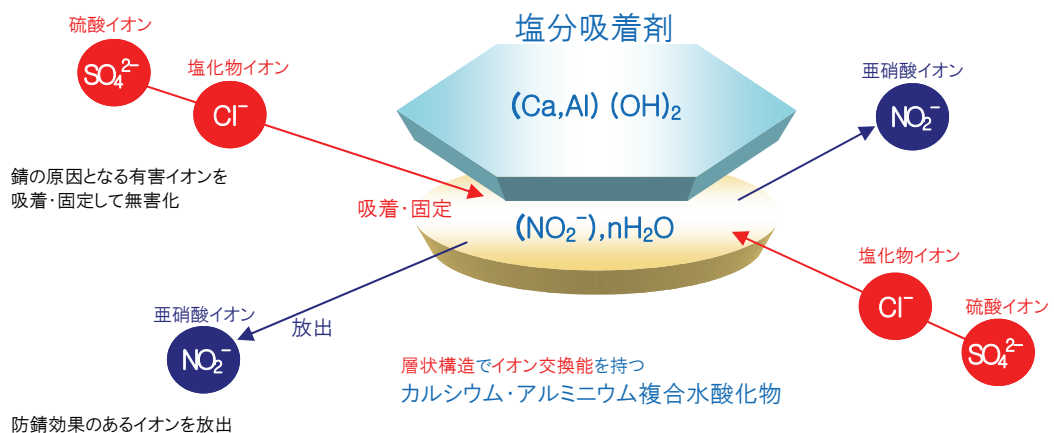 塩分吸着剤
硫酸イオン
SO₄²⁻
塩化物イオン
Cl⁻
(Ca,Al) (OH)₂
亜硝酸イオン
NO₂⁻
錆の原因となる有害イオンを
吸着・固定して無害化
吸着・固定
(NO₂⁻),nH₂O
塩化物イオン
Cl⁻
硫酸イオン
SO₄²⁻
亜硝酸イオン
NO₂⁻
放出
層状構造でイオン交換能を持つ
カルシウム・アルミニウム複合水酸化物
防錆効果のあるイオンを放出